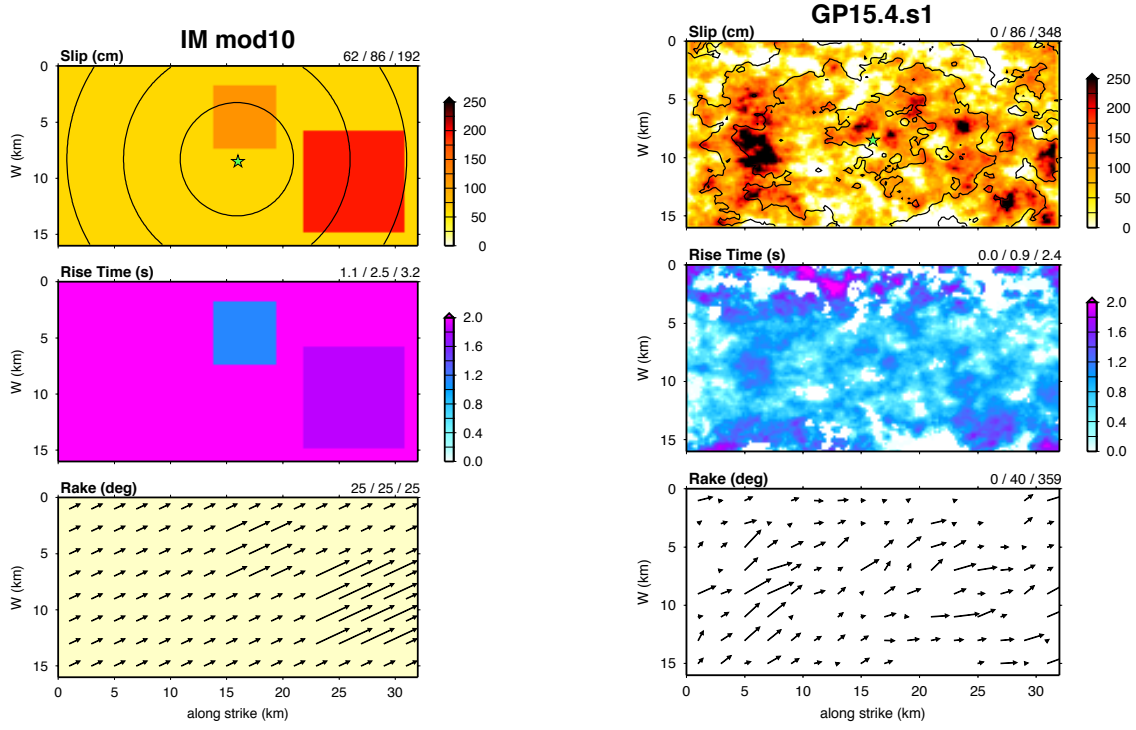 IM mod10
Slip (cm) 62 / 86 / 192
0
5
10
15
W (km)
250
200
150
100
50
0
Rise Time (s) 1.1 / 2.5 / 3.2
0
5
10
15
W (km)
2.0
1.6
1.2
0.8
0.4
0.0
Rake (deg) 25 / 25 / 25
0
5
10
15
W (km)
0 5 10 15 20 25 30
along strike (km)
GP15.4.s1
Slip (cm) 0 / 86 / 348
0
5
10
15
W (km)
250
200
150
100
50
0
Rise Time (s) 0.0 / 0.9 / 2.4
0
5
10
15
W (km)
2.0
1.6
1.2
0.8
0.4
0.0
Rake (deg) 0 / 40 / 359
0
5
10
15
W (km)
0 5 10 15 20 25 30
along strike (km)